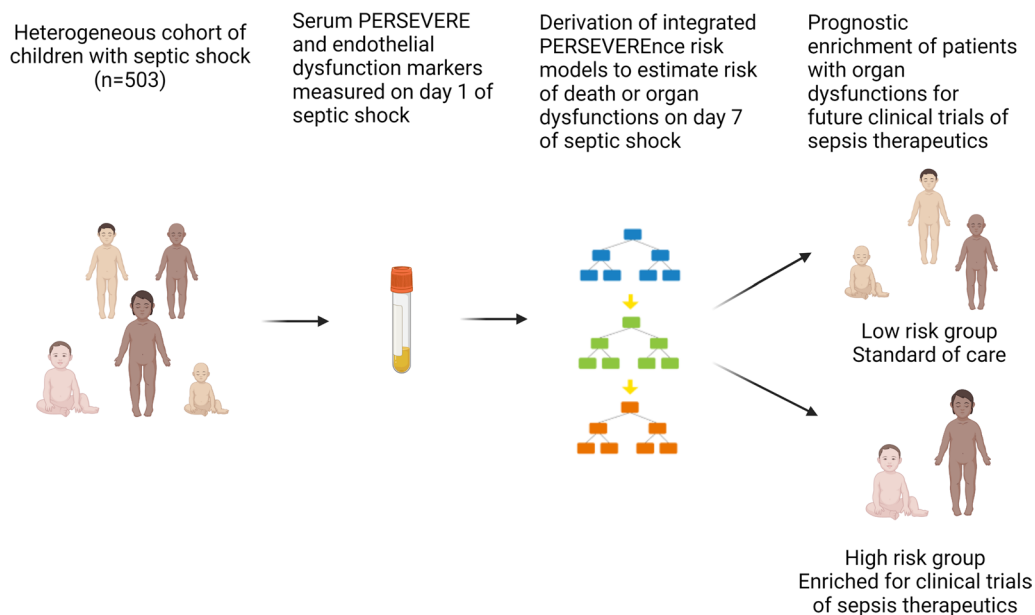 Heterogeneous cohort of
children with septic shock
(n=503)
Serum PERSEVERE
and endothelial
dysfunction markers
measured on day 1 of
septic shock
Derivation of integrated
PERSEVEREnce risk
models to estimate risk
of death or organ
dysfunctions on day 7
of septic shock
Prognostic
enrichment of patients
with organ
dysfunctions for
future clinical trials of
sepsis therapeutics
Low risk group
Standard of care
High risk group
Enriched for clinical trials
of sepsis therapeutics